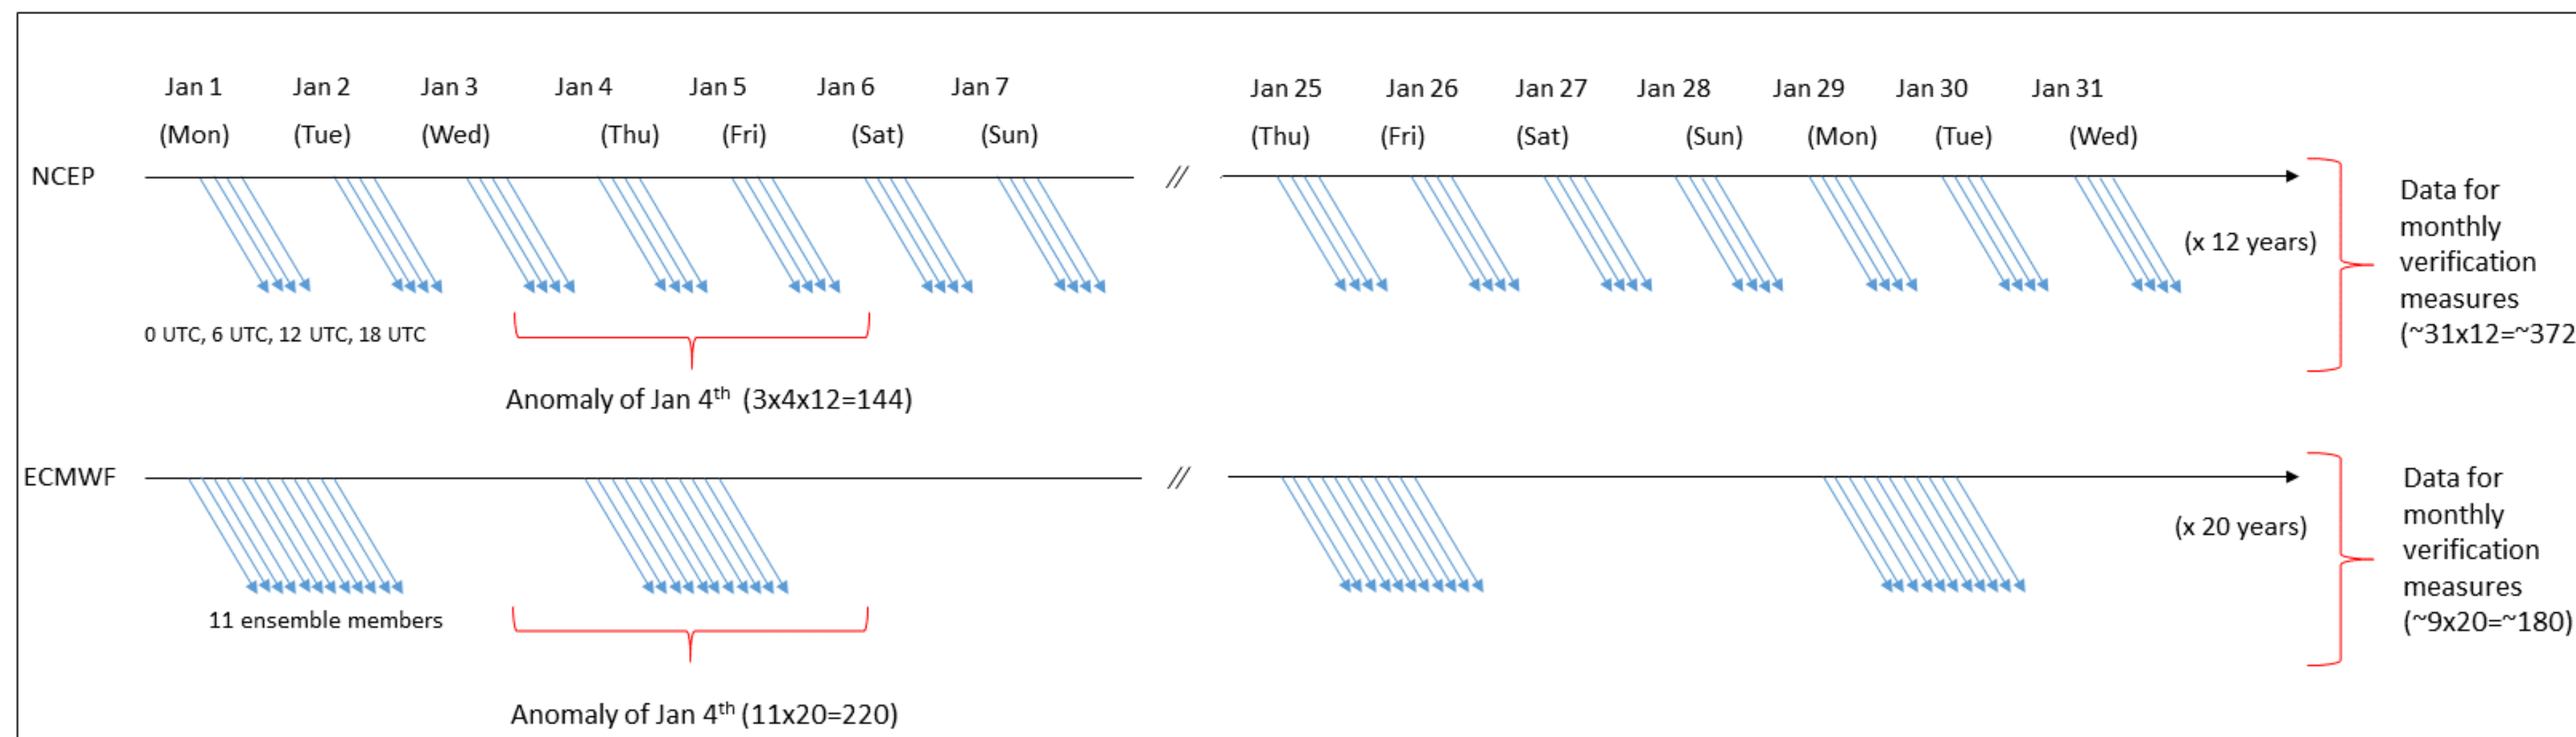 Jan 1 Jan 2 Jan 3 Jan 4 Jan 5 Jan 6 Jan 7 Jan 25 Jan 26 Jan 27 Jan 28 Jan 29 Jan 30 Jan 31
(Mon) (Tue) (Wed) (Thu) (Fri) (Sat) (Sun) (Thu) (Fri) (Sat) (Sun) (Mon) (Tue) (Wed)
NCEP
//
(x 12 years)
Data for
monthly
verification
measures
(~31x12=~372
0 UTC, 6 UTC, 12 UTC, 18 UTC
Anomaly of Jan 4th (3x4x12=144)
ECMWF
//
(x 20 years)
Data for
monthly
verification
measures
(~9x20=~180)
11 ensemble members
Anomaly of Jan 4th (11x20=220)